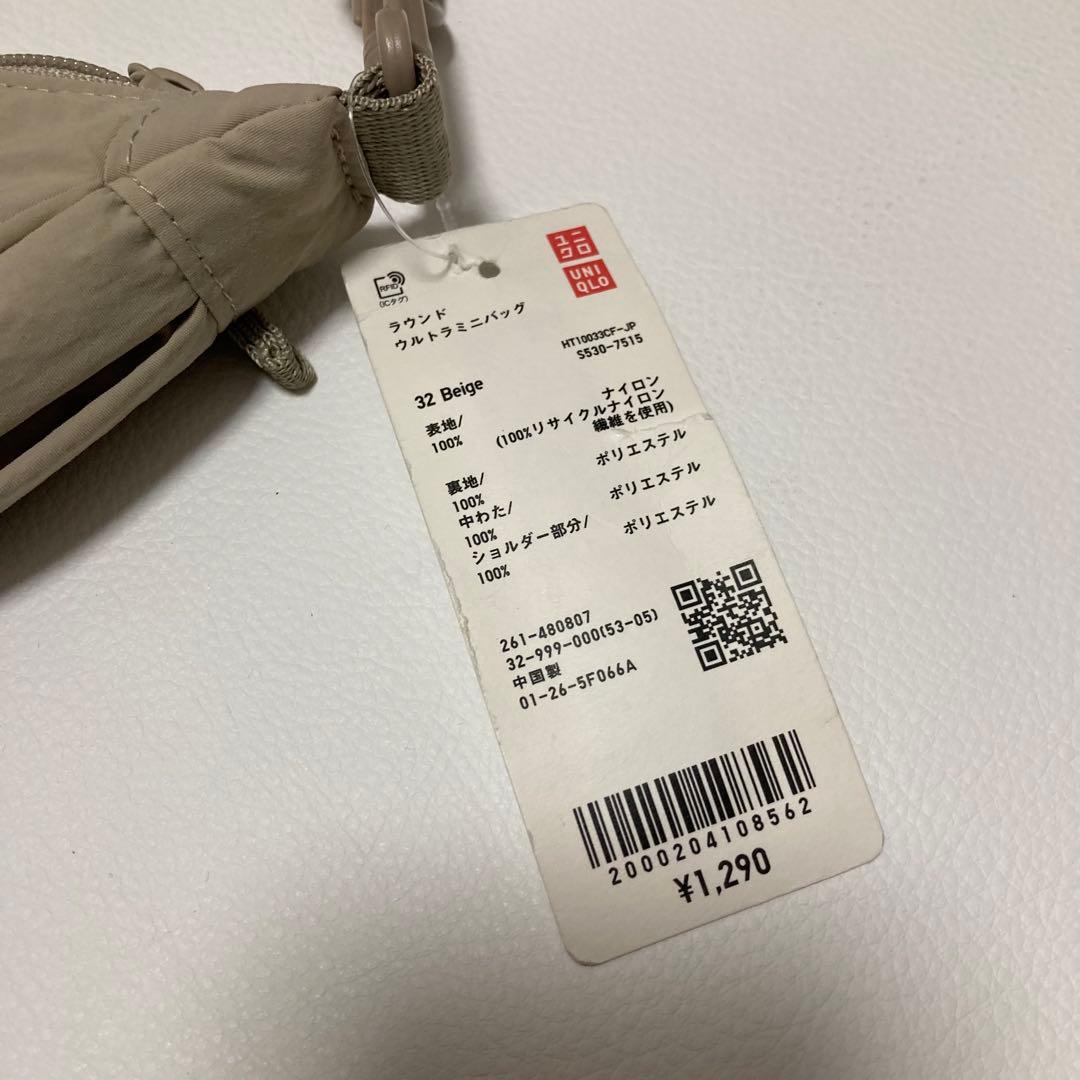 ユニ
クロ
UNI
QLO
RFID
(ICタグ)
ラウンド
ウルトラミニバッグ
HT10033CF-JP
S530-7515
32 Beige
表地/ ナイロン
100% (100%リサイクルナイロン
繊維を使用)
裏地/ ポリエステル
100%
中わた/ ポリエステル
100%
ショルダー部分/ ポリエステル
100%
261-480807
32-999-000(53-05)
中国製
01-26-5F066A
2000204108562
¥1,290